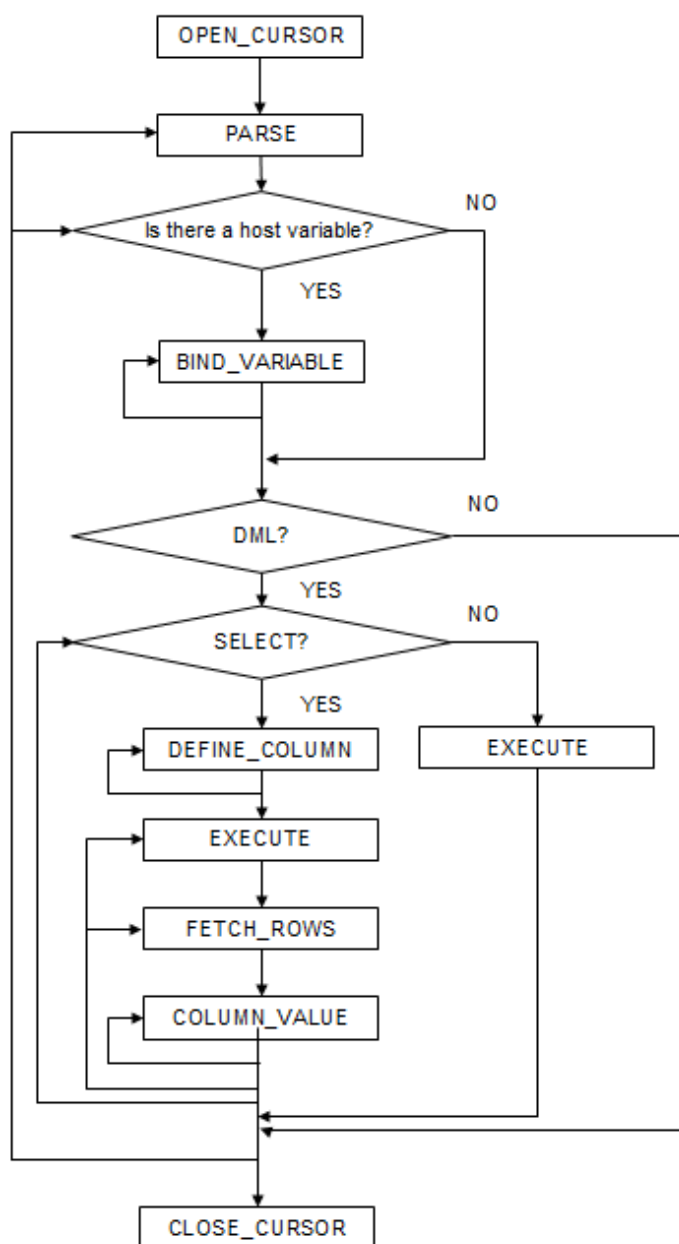 OPEN_CURSOR
PARSE
NO
Is there a host variable?
YES
BIND_VARIABLE
NO
DML?
YES
NO
SELECT?
YES
DEFINE_COLUMN
EXECUTE
EXECUTE
FETCH_ROWS
COLUMN_VALUE
CLOSE_CURSOR